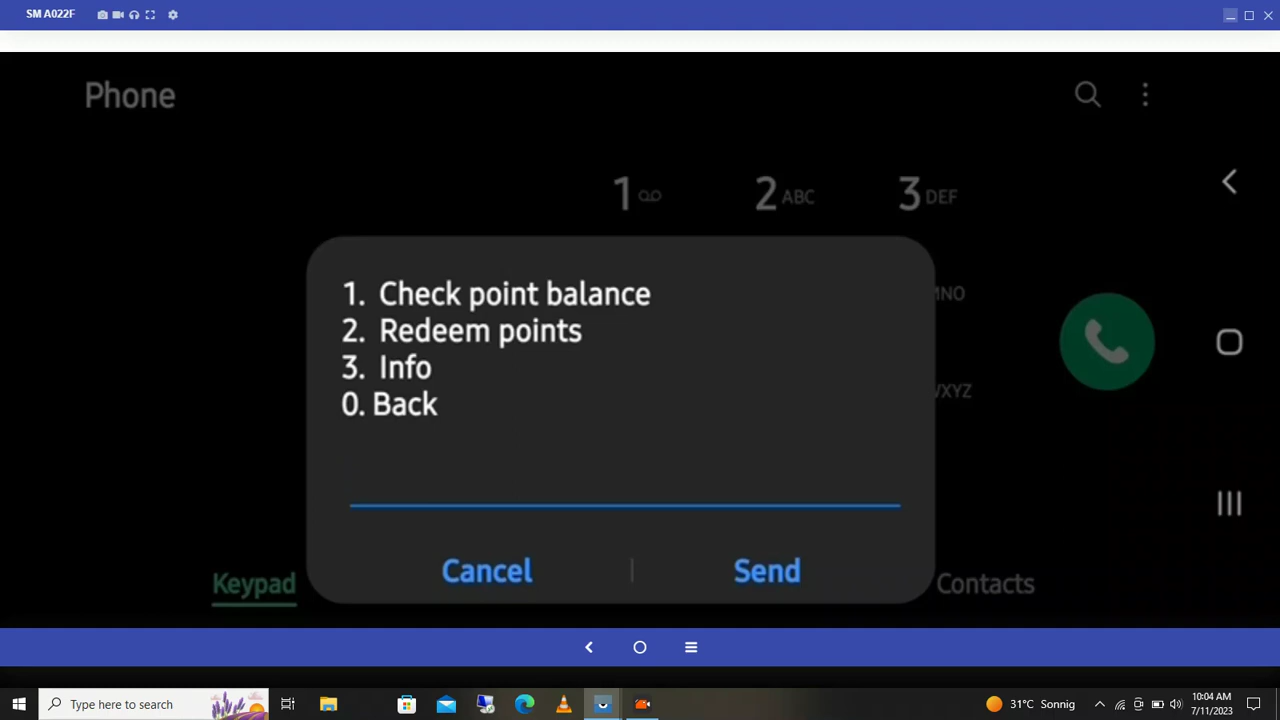 SM A022F
Phone
1
2 ABC
3 DEF
1. Check point balance
2. Redeem points
3. Info
0. Back
MNO
WXYZ
Cancel
Send
Keypad
Contacts
Type here to search
31°C Sonnig
10:04 AM
7/11/2023